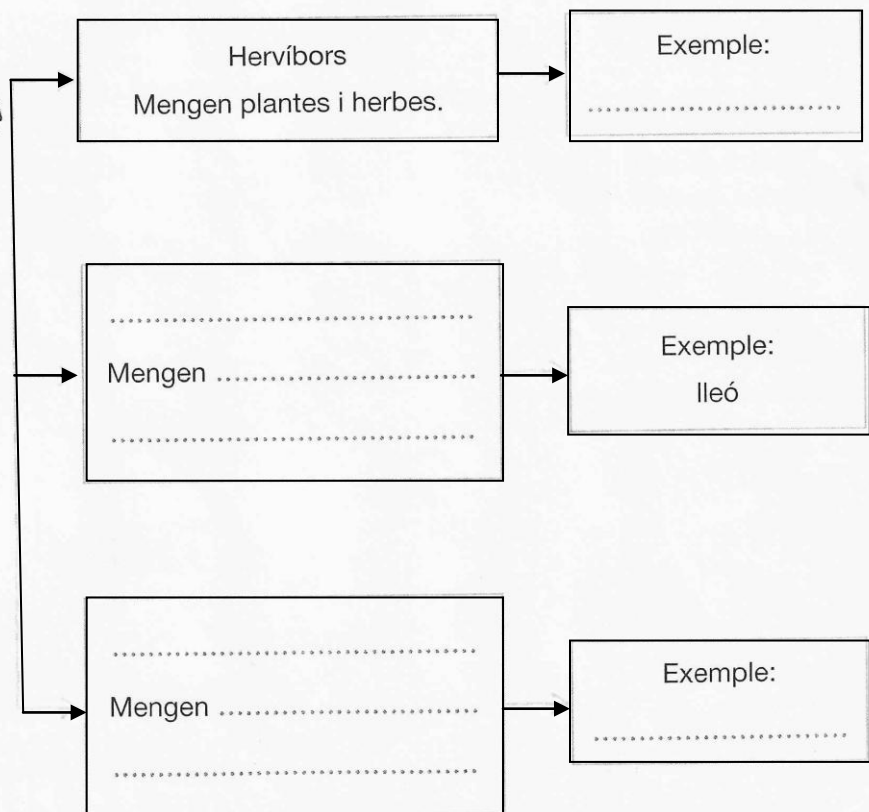 Hervíbors
Mengen plantes i herbes.
Exemple:
........................................
........................................
Mengen ........................................
........................................
Exemple:
lleó
........................................
Mengen ........................................
........................................
Exemple:
........................................